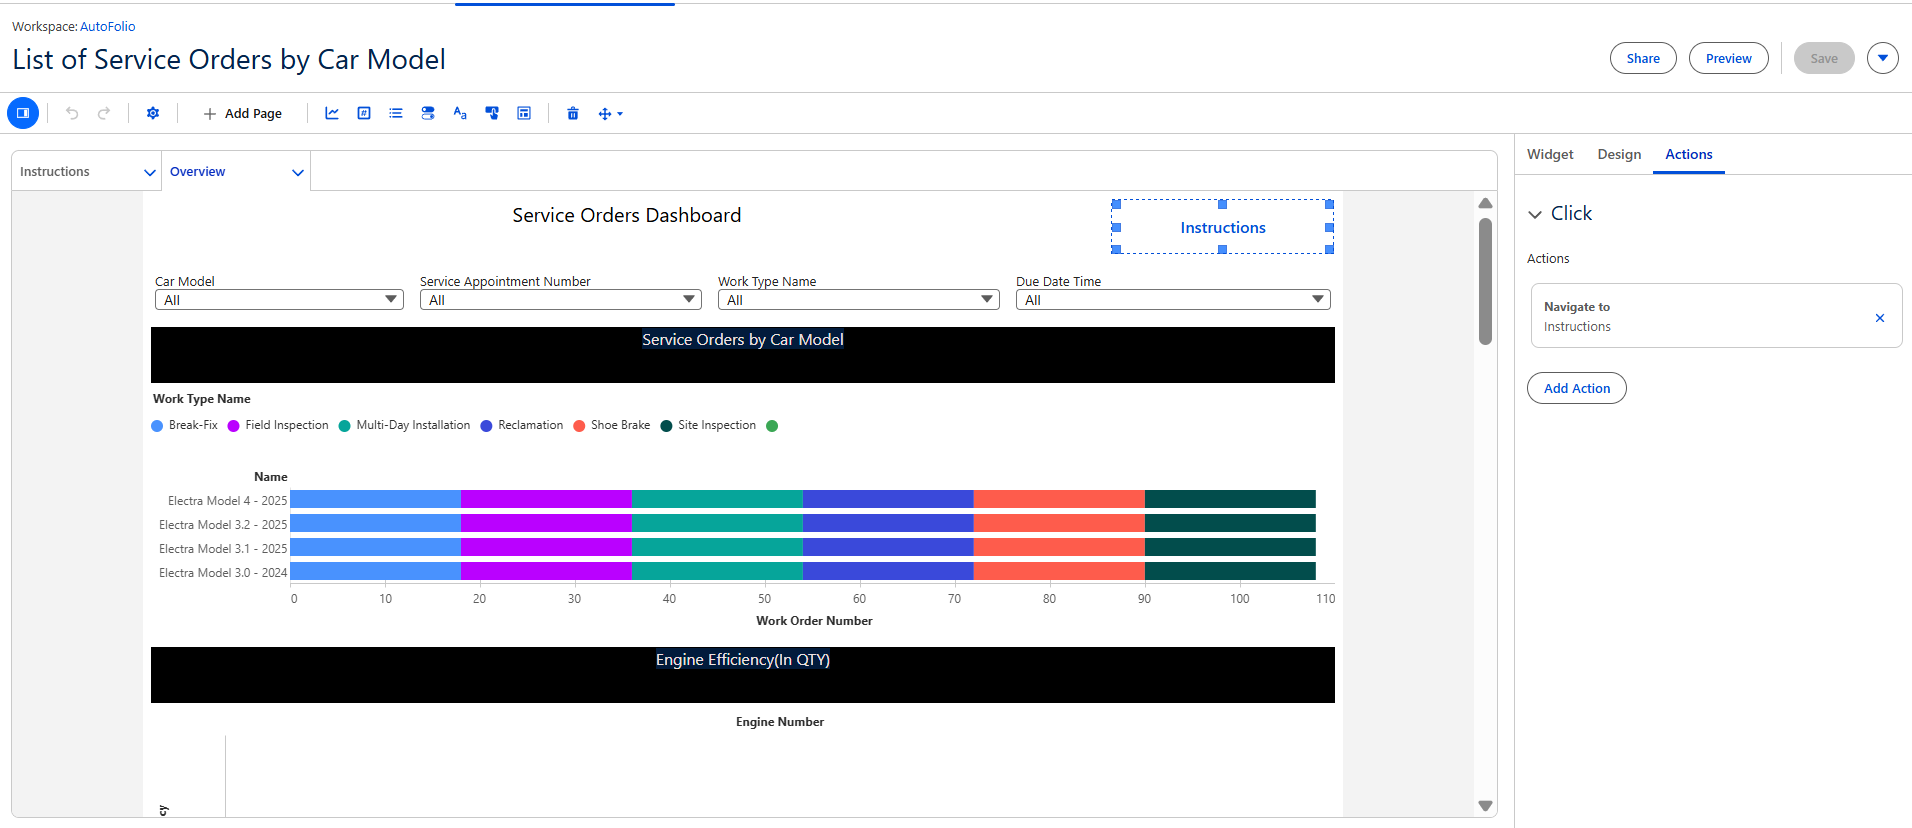 Workspace: AutoFolio
List of Service Orders by Car Model
Share
Preview
Save
Add Page
Instructions
Overview
Widget
Design
Actions
Service Orders Dashboard
Instructions
Click
Actions
Navigate to
Instructions
Add Action
Car Model
Service Appointment Number
Work Type Name
Due Date Time
All
All
All
All
Service Orders by Car Model
Work Type Name
Break-Fix
Field Inspection
Multi-Day Installation
Reclamation
Shoe Brake
Site Inspection
Name
Electra Model 4 - 2025
Electra Model 3.2 - 2025
Electra Model 3.1 - 2025
Electra Model 3.0 - 2024
0 10 20 30 40 50 60 70 80 90 100 110
Work Order Number
Engine Efficiency(In QTY)
Engine Number
cy